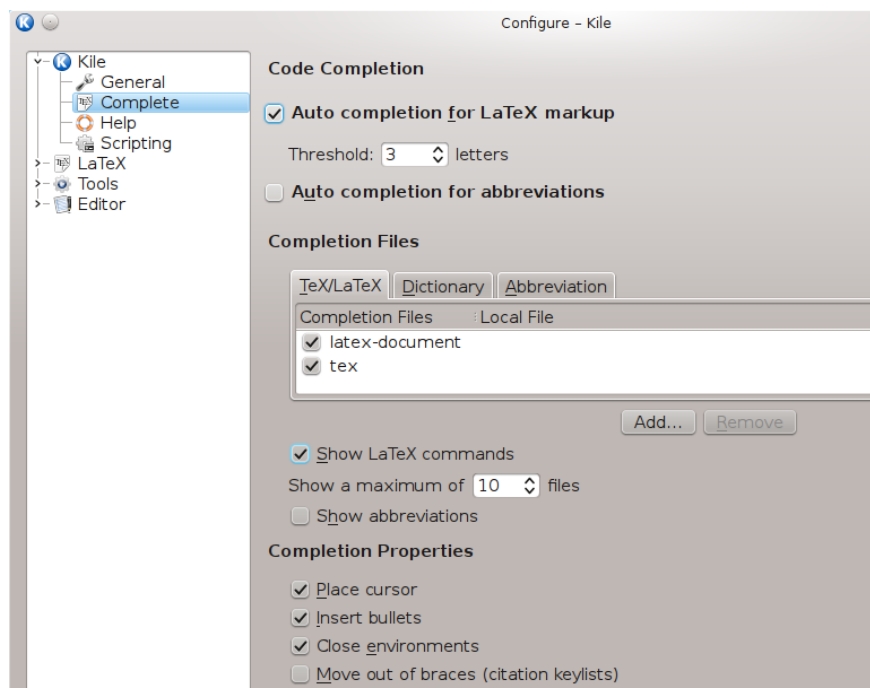 Configure – Kile
Kile
General
Complete
Help
Scripting
LaTeX
Tools
Editor
Code Completion
Auto completion for LaTeX markup
Threshold: 3 letters
Auto completion for abbreviations
Completion Files
TeX/LaTeX Dictionary Abbreviation
Completion Files Local File
latex-document
tex
Add... Remove
Show LaTeX commands
Show a maximum of 10 files
Show abbreviations
Completion Properties
Place cursor
Insert bullets
Close environments
Move out of braces (citation keylists)